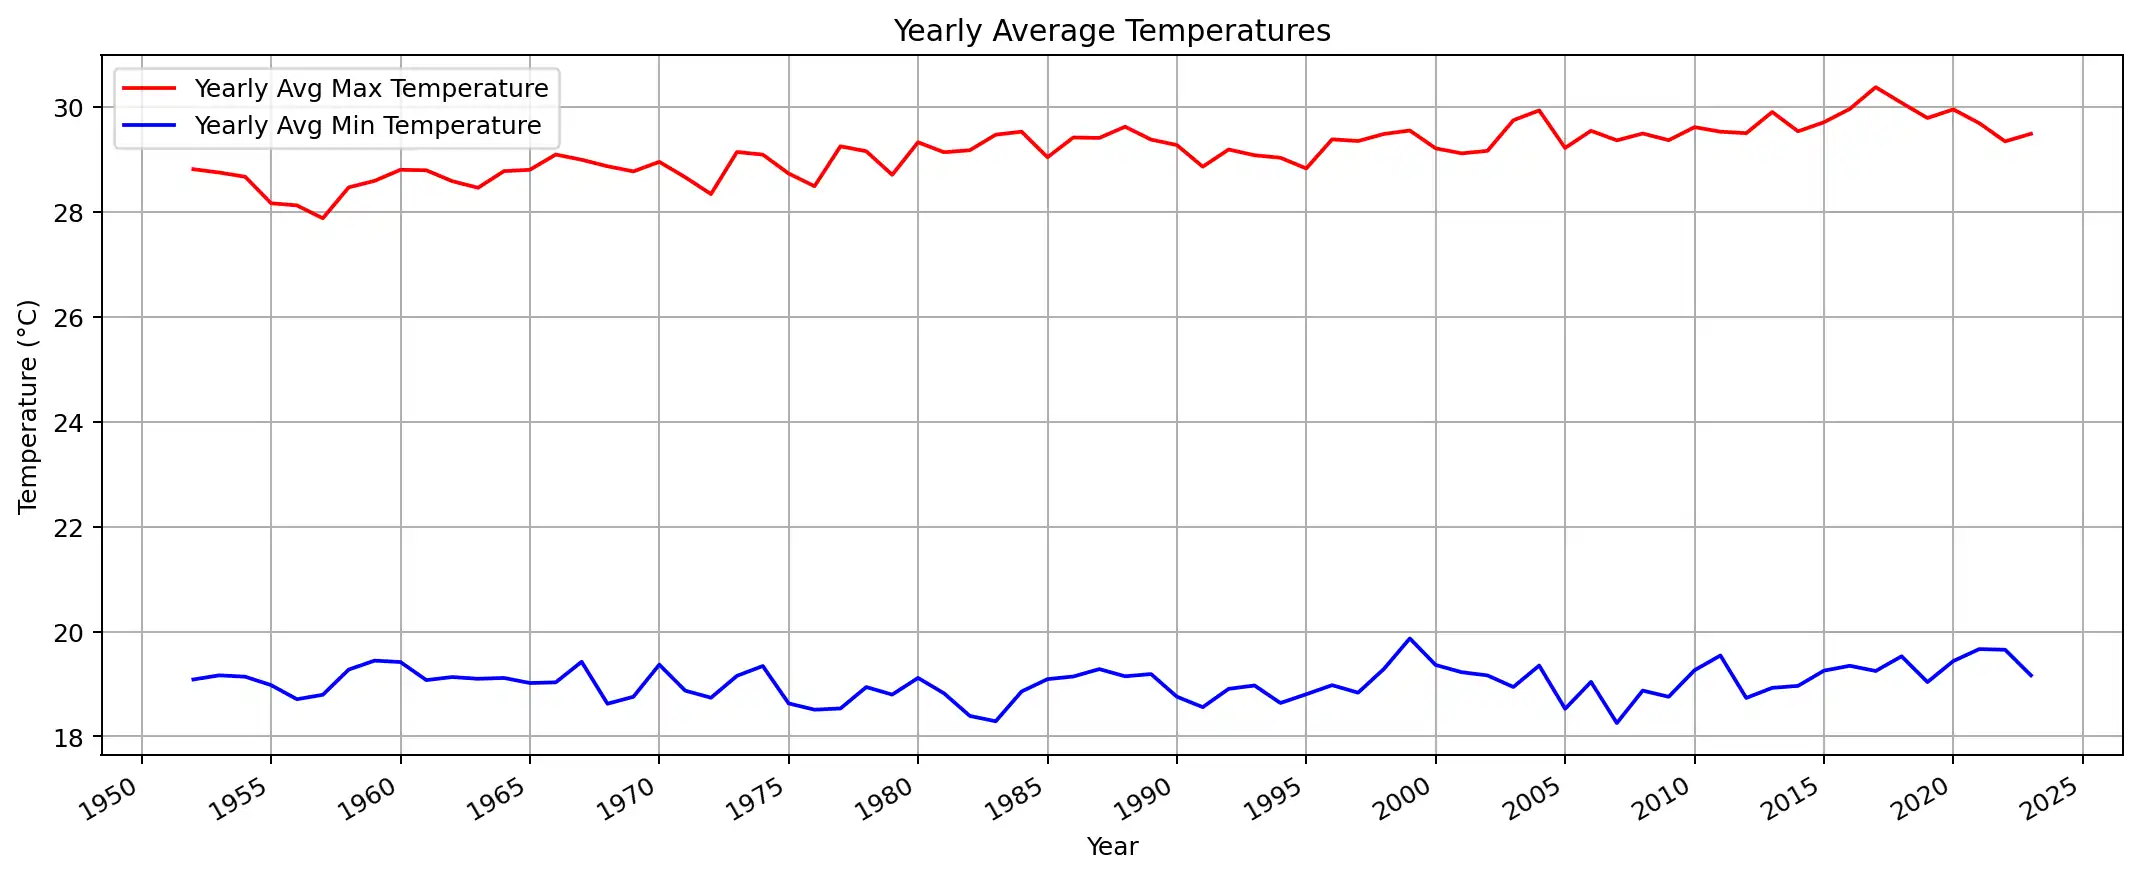 Yearly Average Temperatures
Yearly Avg Max Temperature
Yearly Avg Min Temperature
Temperature (°C)
30
28
26
24
22
20
18
1950 1955 1960 1965 1970 1975 1980 1985 1990 1995 2000 2005 2010 2015 2020 2025
Year